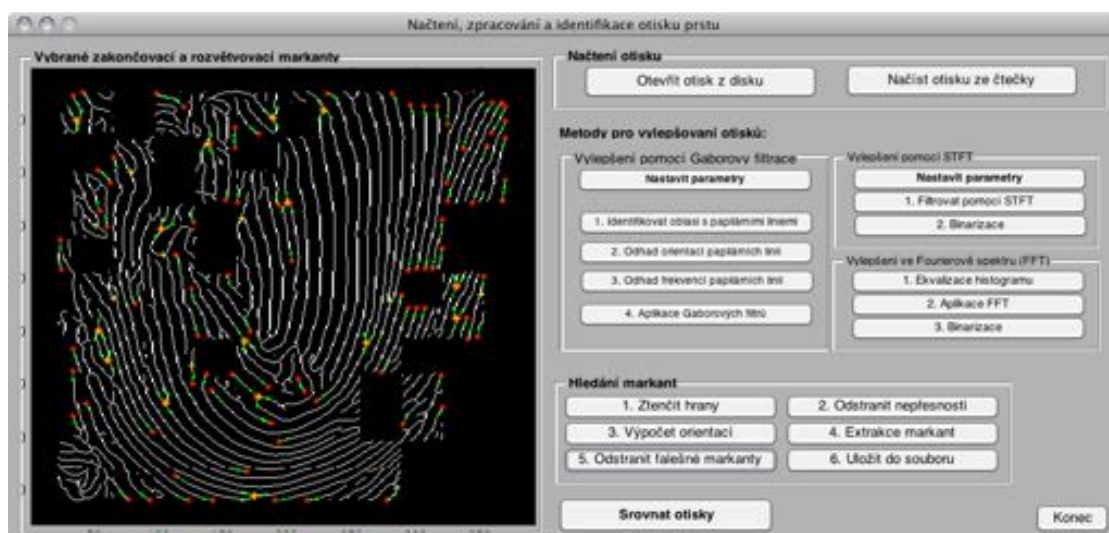 Načtení, zpracování a identifikace otisku prstu
Vybrané zakončovací a rozvětvovací markanty
Načtení otisku
Otevřít otisk z disku
Načíst otisku ze čtečky
Metody pro vylepšovaní otisků:
Vylepšení pomocí Gaborovy filtrace
Nastavit parametry
1. Identifikovat oblasi s papilárními liniemi
2. Odhad orientací papilárních linií
3. Odhad frekvencí papilárních linií
4. Aplikace Gaborových filtrů
Vylepšení pomocí STFT
Nastavit parametry
1. Filtrovat pomocí STFT
2. Binarizace
Vylepšení ve Fourierově spektru (FFT)
1. Ekvalizace histogramu
2. Aplikace FFT
3. Binarizace
Hledání markant
1. Ztenčit hrany
2. Odstranit nepřesnosti
3. Výpočet orientací
4. Extrakce markant
5. Odstranit falešné markanty
6. Uložit do souboru
Srovnat otisky
Konec